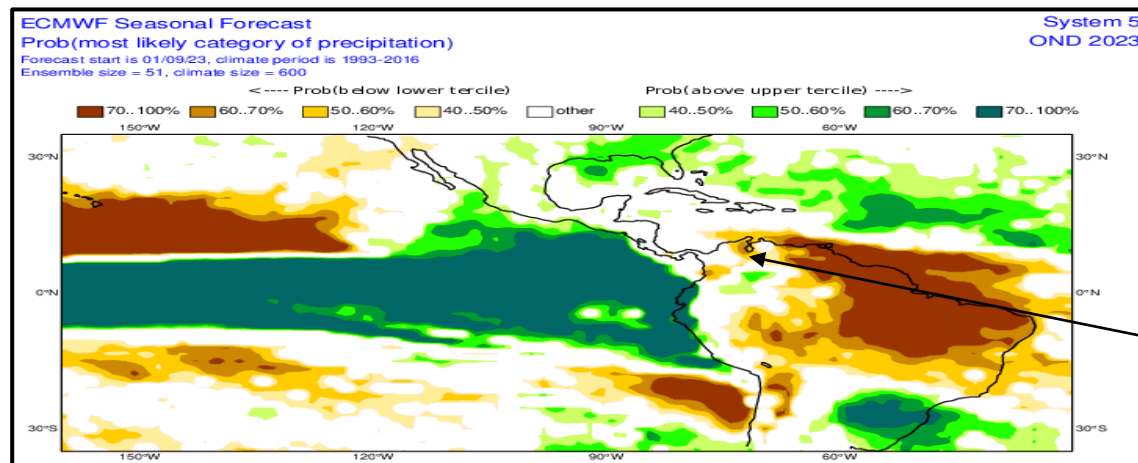 ECMWF Seasonal Forecast System 5
Prob(most likely category of precipitation) OND 2023
Forecast start is 01/09/23, climate period is 1993-2016
Ensemble size = 51, climate size = 600
<---- Prob(below lower tercile) Prob(above upper tercile) ---->
70..100% 60..70% 50..60% 40..50% other 40..50% 50..60% 60..70% 70..100%
150°W 120°W 90°W 60°W
30°N 30°N
0°N 0°N
30°S 30°S
150°W 120°W 90°W 60°W